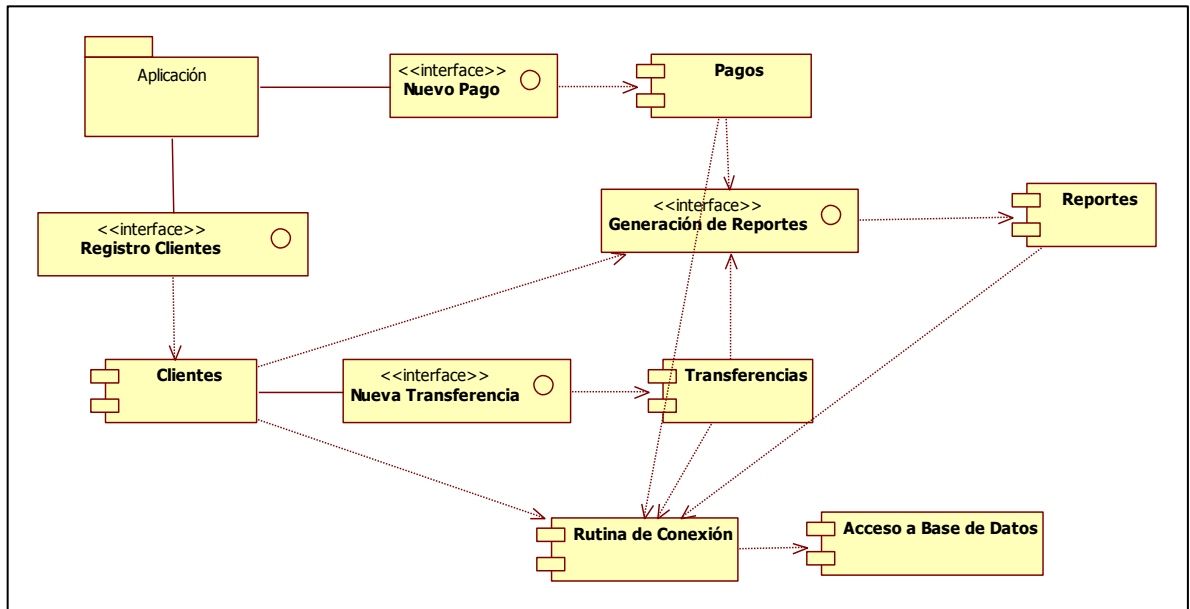 Aplicación
<<interface>>
Nuevo Pago
Pagos
<<interface>>
Registro Clientes
<<interface>>
Generación de Reportes
Reportes
Clientes
<<interface>>
Nueva Transferencia
Transferencias
Rutina de Conexión
Acceso a Base de Datos